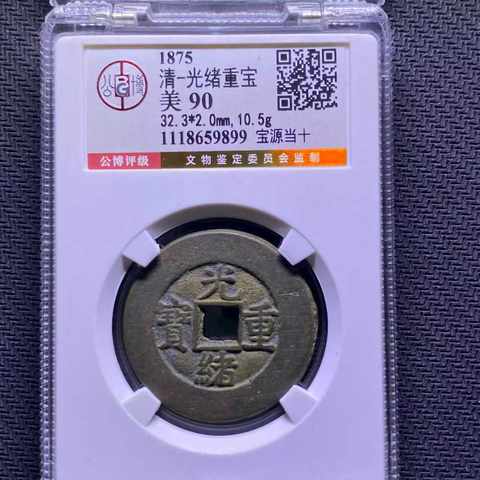 1875
清-光绪重宝
美 90
32.3*2.0mm,10.5g
1118659899 宝源当十
公博评级
文物鉴定委员会监制
光
緒
重
寶